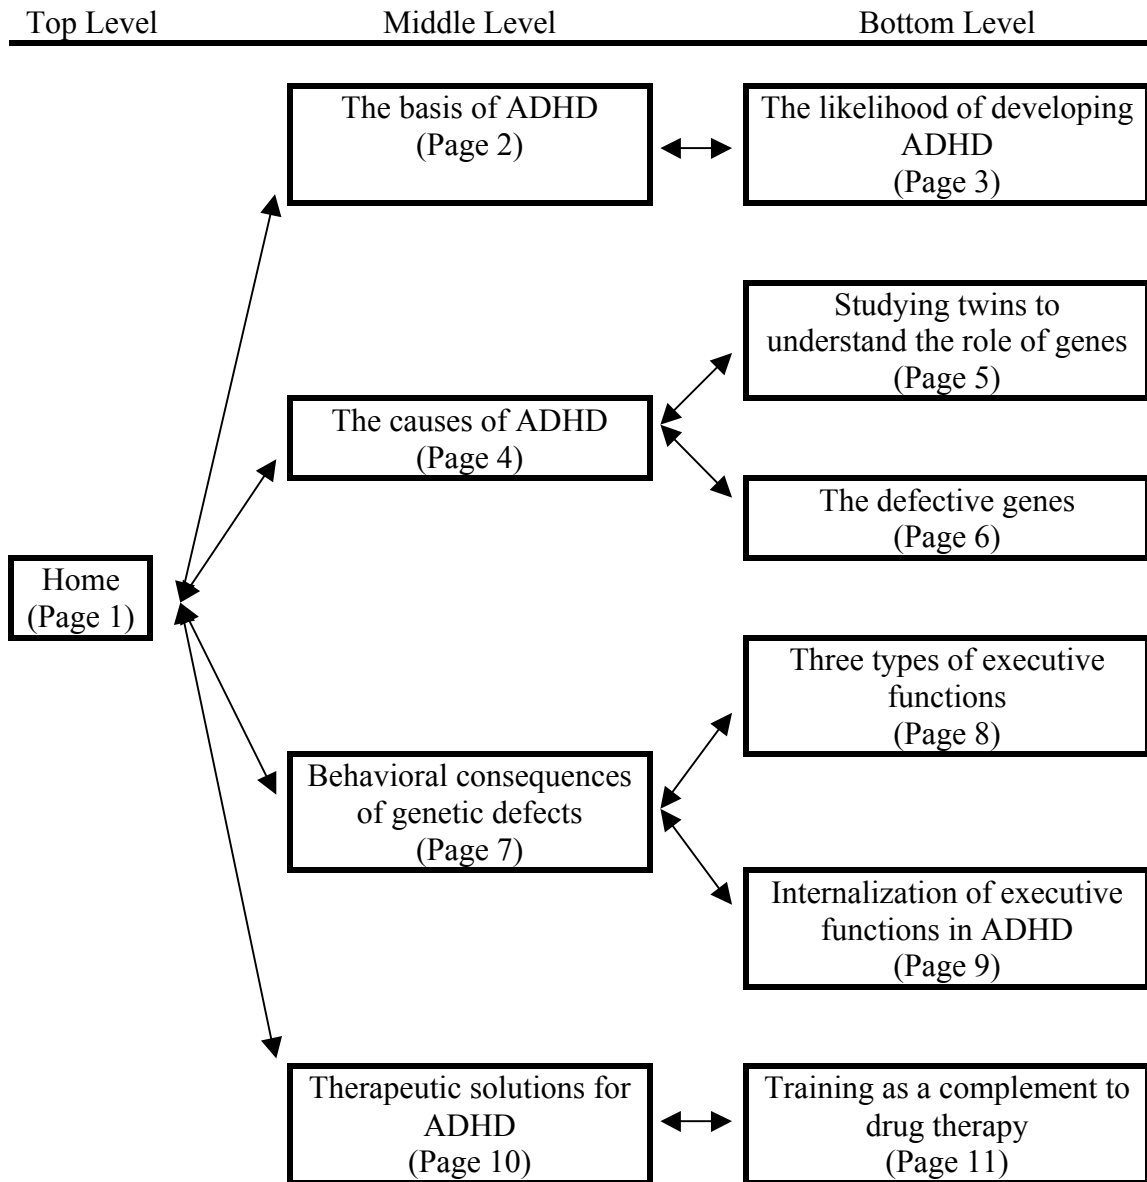 Top Level
Middle Level
Bottom Level
The basis of ADHD
(Page 2)
The likelihood of developing
ADHD
(Page 3)
Studying twins to
understand the role of genes
(Page 5)
The causes of ADHD
(Page 4)
The defective genes
(Page 6)
Home
(Page 1)
Three types of executive
functions
(Page 8)
Behavioral consequences
of genetic defects
(Page 7)
Internalization of executive
functions in ADHD
(Page 9)
Therapeutic solutions for
ADHD
(Page 10)
Training as a complement to
drug therapy
(Page 11)